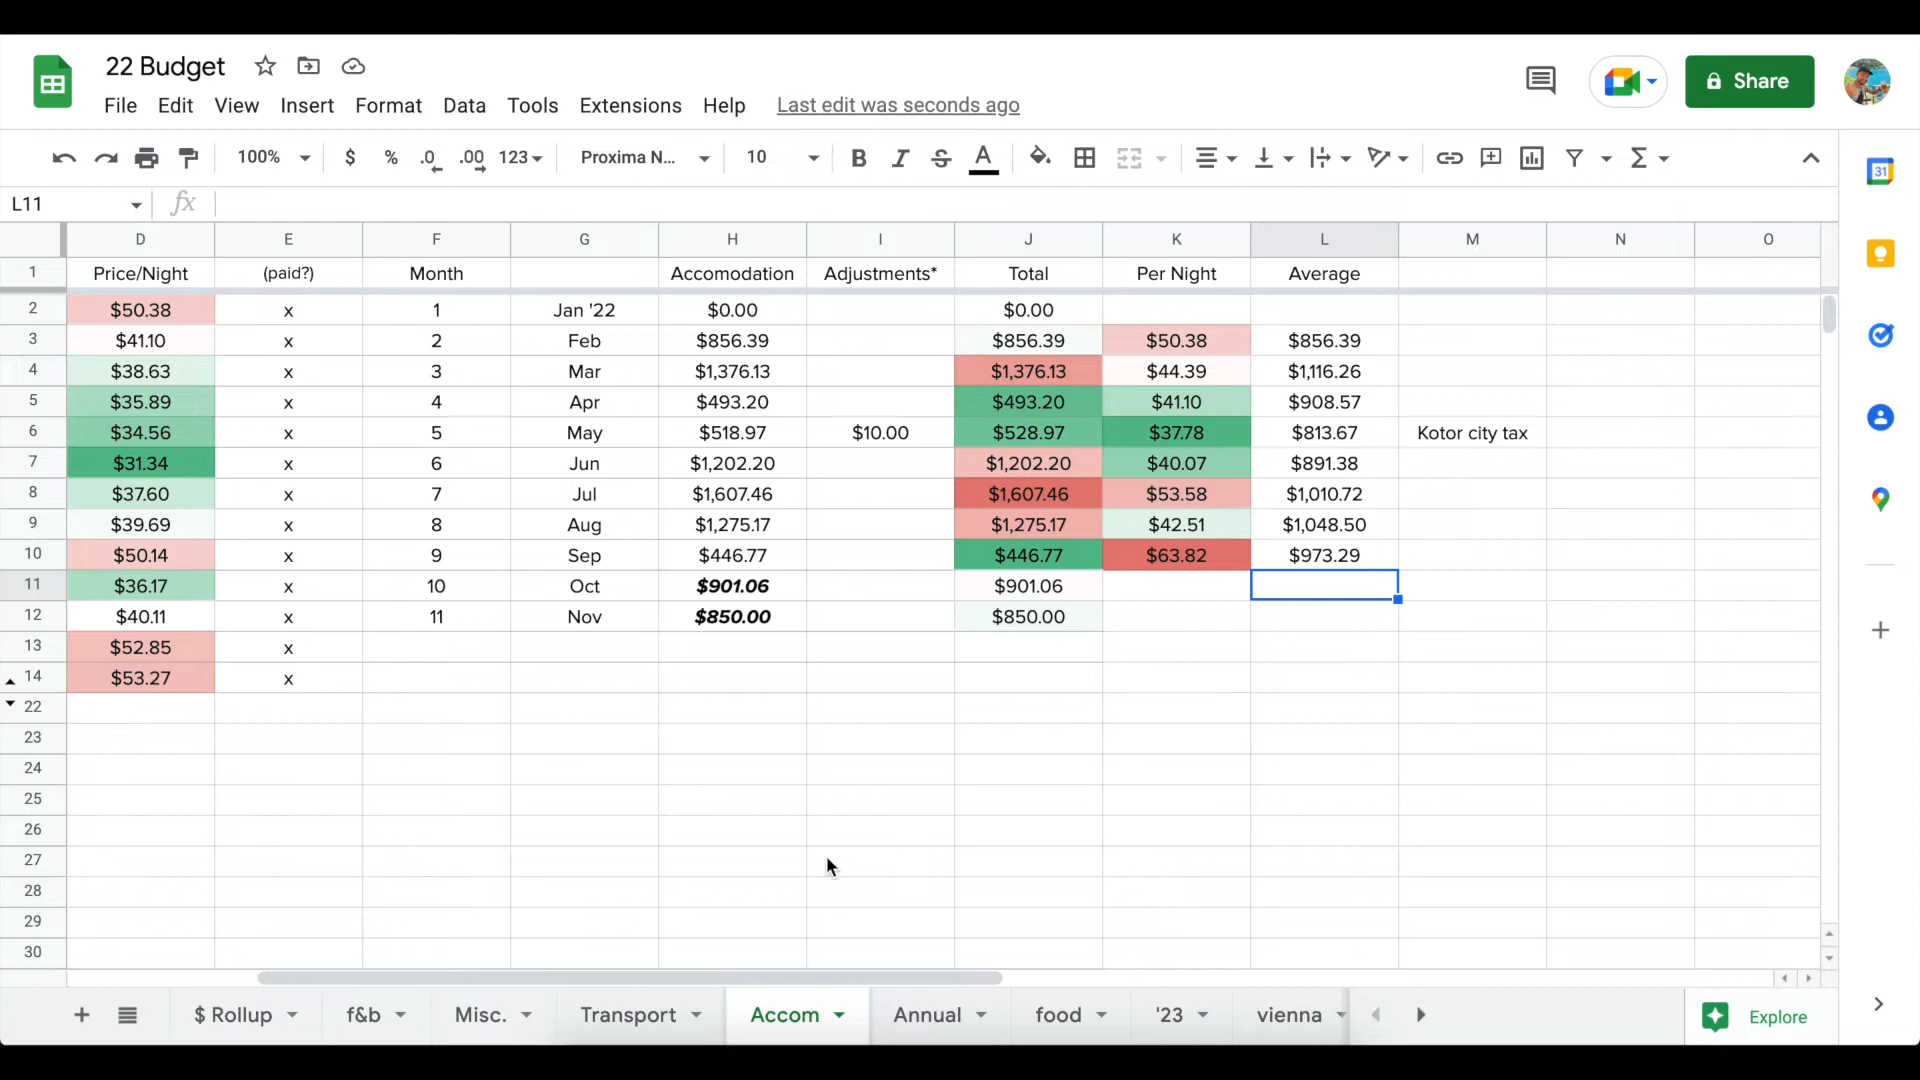 22 Budget
File Edit View Insert Format Data Tools Extensions Help Last edit was seconds ago
Share
100% $ % .0 .00 123 Proxima N... 10 B I S A Σ
31
L11 fx
D E F G H I J K L M N O
1 Price/Night (paid?) Month Accomodation Adjustments* Total Per Night Average
2 $50.38 x 1 Jan '22 $0.00 $0.00
3 $41.10 x 2 Feb $856.39 $856.39 $50.38 $856.39
4 $38.63 x 3 Mar $1,376.13 $1,376.13 $44.39 $1,116.26
5 $35.89 x 4 Apr $493.20 $493.20 $41.10 $908.57
6 $34.56 x 5 May $518.97 $10.00 $528.97 $37.78 $813.67 Kotor city tax
7 $31.34 x 6 Jun $1,202.20 $1,202.20 $40.07 $891.38
8 $37.60 x 7 Jul $1,607.46 $1,607.46 $53.58 $1,010.72
9 $39.69 x 8 Aug $1,275.17 $1,275.17 $42.51 $1,048.50
10 $50.14 x 9 Sep $446.77 $446.77 $63.82 $973.29
11 $36.17 x 10 Oct $901.06 $901.06
12 $40.11 x 11 Nov $850.00 $850.00
13 $52.85 x
14 $53.27 x
22
23
24
25
26
27
28
29
30
+ $ Rollup f&b Misc. Transport Accom Annual food '23 vienna Explore